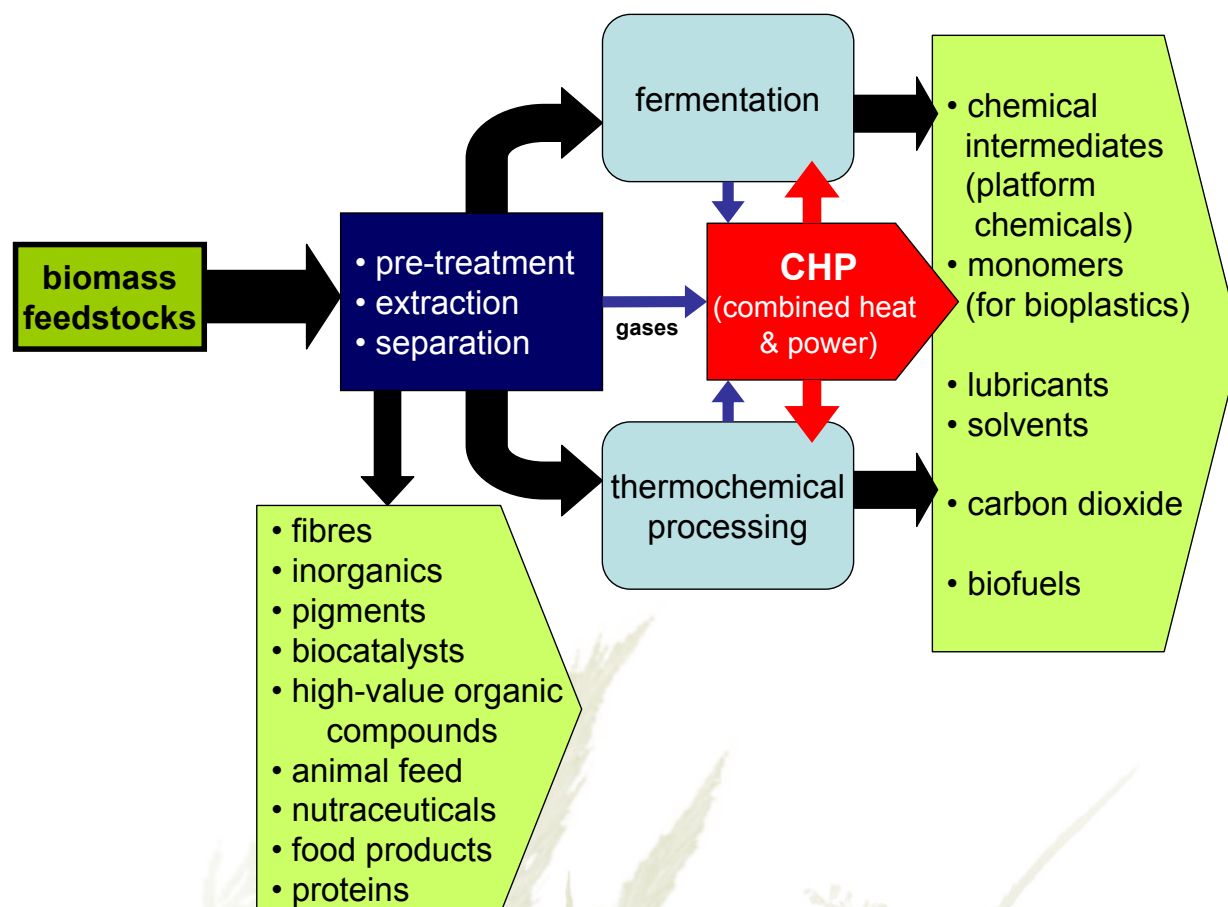 biomass
feedstocks
• pre-treatment
• extraction
• separation
fermentation
gases
CHP
(combined heat
& power)
thermochemical
processing
• chemical
intermediates
(platform
chemicals)
• monomers
(for bioplastics)
• lubricants
• solvents
• carbon dioxide
• biofuels
• fibres
• inorganics
• pigments
• biocatalysts
• high-value organic
compounds
• animal feed
• nutraceuticals
• food products
• proteins